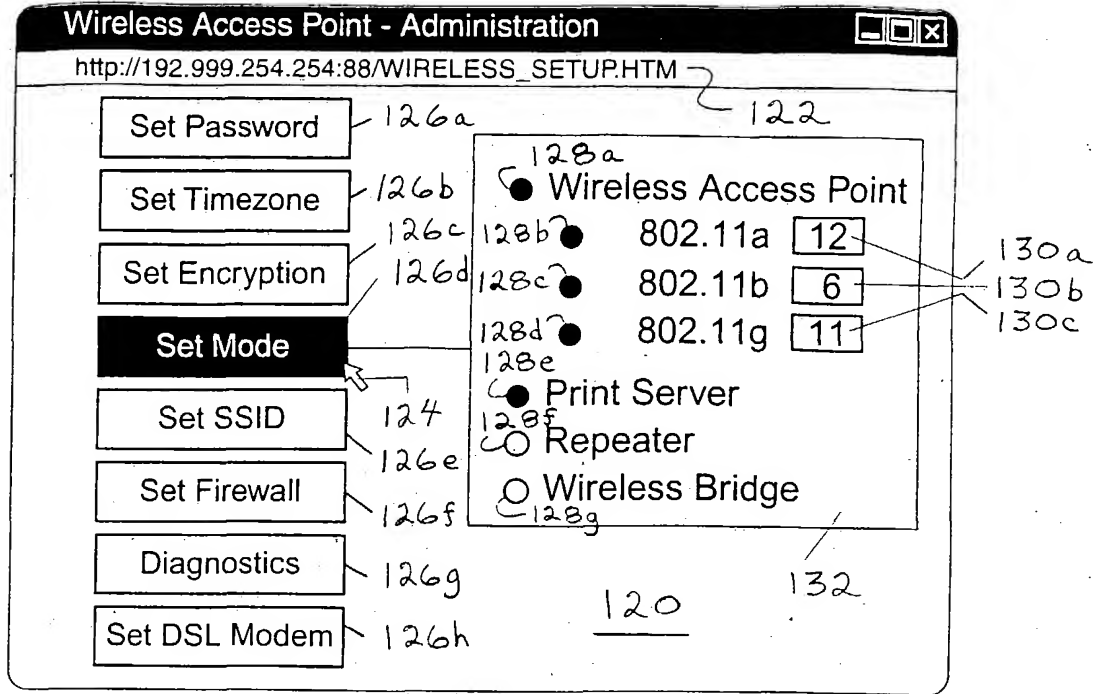 Wireless Access Point - Administration
http://192.999.254.254:88/WIRELESS_SETUP.HTM
122
Set Password
126a
Set Timezone
126b
Set Encryption
126c
126d
Set Mode
124
Set SSID
126e
Set Firewall
126f
Diagnostics
126g
Set DSL Modem
126h
128a
Wireless Access Point
128b
802.11a
12
130a
128c
802.11b
6
130b
128d
802.11g
11
130c
128e
Print Server
128f
Repeater
Wireless Bridge
128g
132
120